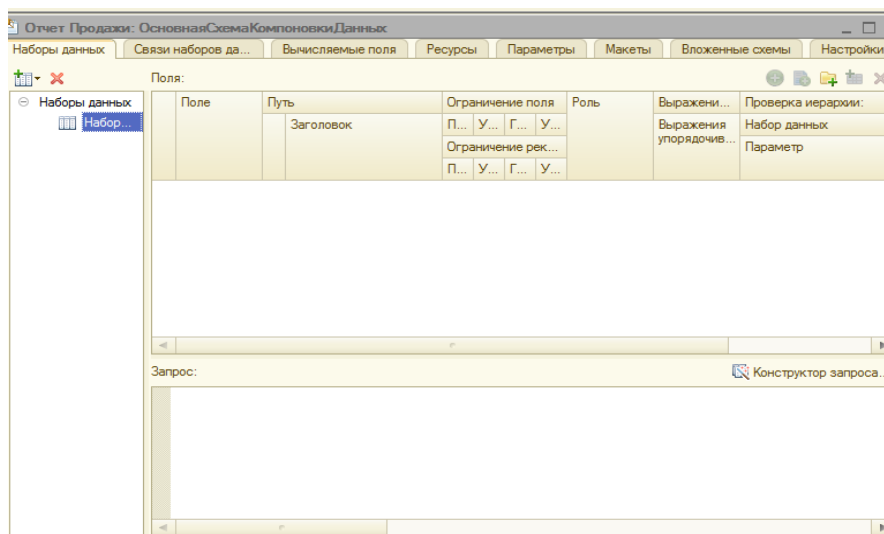 Отчет Продажи: ОсновнаяСхемаКомпоновкиДанных
Наборы данных Связи наборов да... Вычисляемые поля Ресурсы Параметры Макеты Вложенные схемы Настройки
Поля:
Наборы данных
Набор...
Поле Путь Ограничение поля Роль Выражени... Проверка иерархии:
Заголовок П... У... Г... У... Выражения упорядочив... Набор данных
Ограничение рек... Параметр
П... У... Г... У...
Запрос: Конструктор запроса...